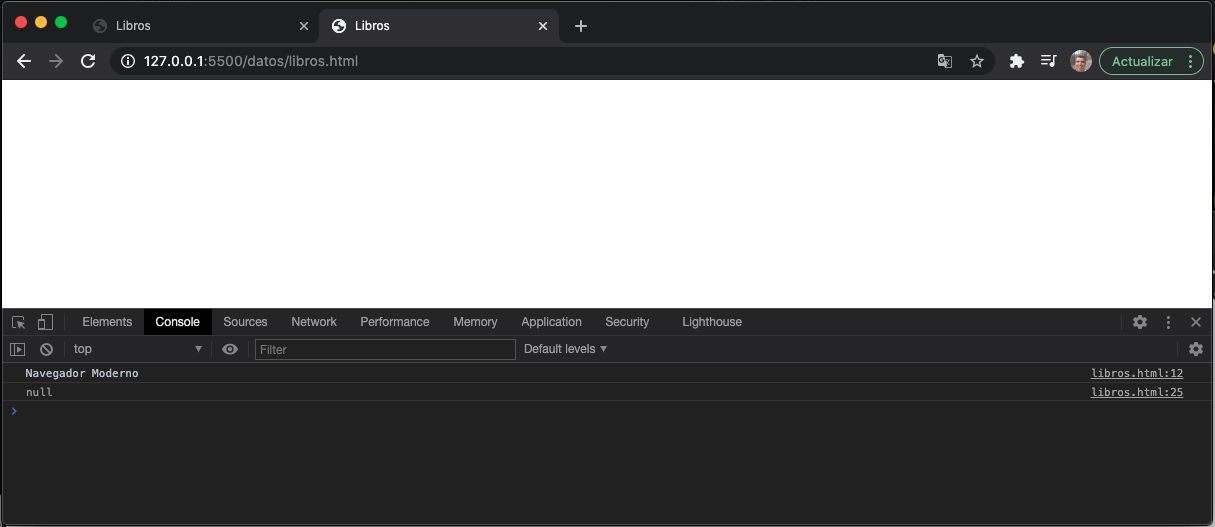 Libros
Libros
127.0.0.1:5500/datos/libros.html
Actualizar
Elements Console Sources Network Performance Memory Application Security Lighthouse
top Filter Default levels
Navegador Moderno libros.html:12
null libros.html:25